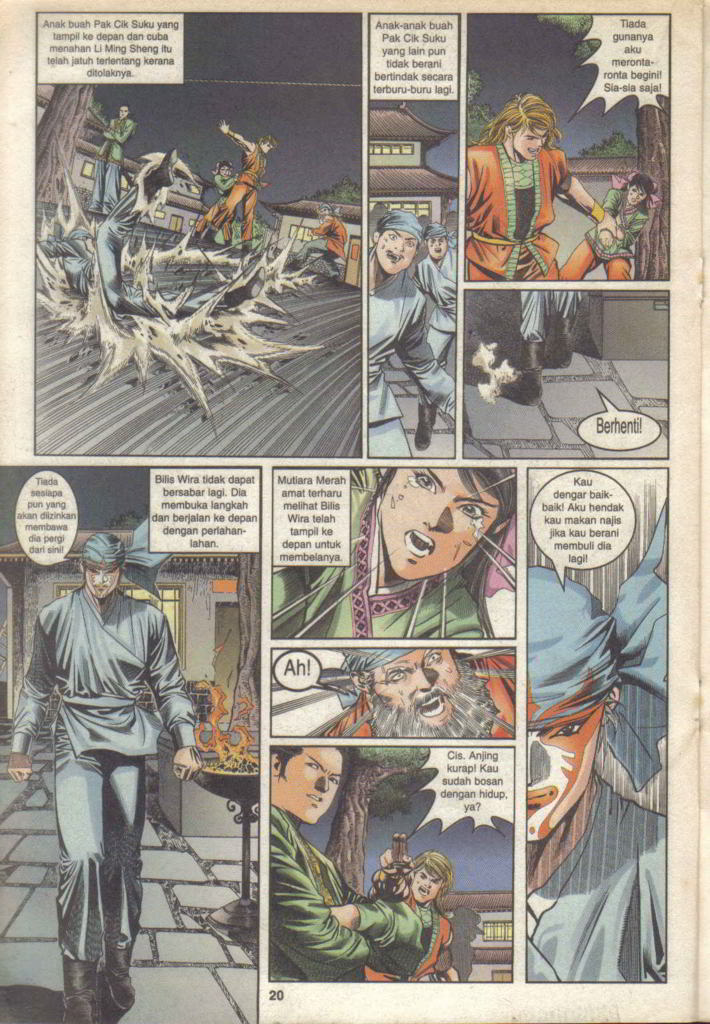 Anak buah Pak Cik Suku yang
tampil ke depan dan cuba
menahan Li Ming Sheng itu
telah jatuh terlentang kerana
ditolaknya.
Anak-anak buah
Pak Cik Suku
yang lain pun
tidak berani
bertindak secara
terburu-buru lagi.
Tiada
gunanya
aku
meronta-
ronta begini!
Sia-sia saja!
Berhenti!
Tiada
sesiapa
pun yang
akan diizinkan
membawa
dia pergi
dari sini!
Bilis Wira tidak dapat
bersabar lagi. Dia
membuka langkah
dan berjalan ke depan
dengan perlahan-
lahan.
Mutiara Merah
amat terharu
melihat Bilis
Wira telah
tampil ke
depan untuk
membelanya.
Ah!
Cis. Anjing
kurap! Kau
sudah bosan
dengan hidup,
ya?
Kau
dengar baik-
baik! Aku hendak
kau makan najis
jika kau berani
membuli dia
lagi!
20